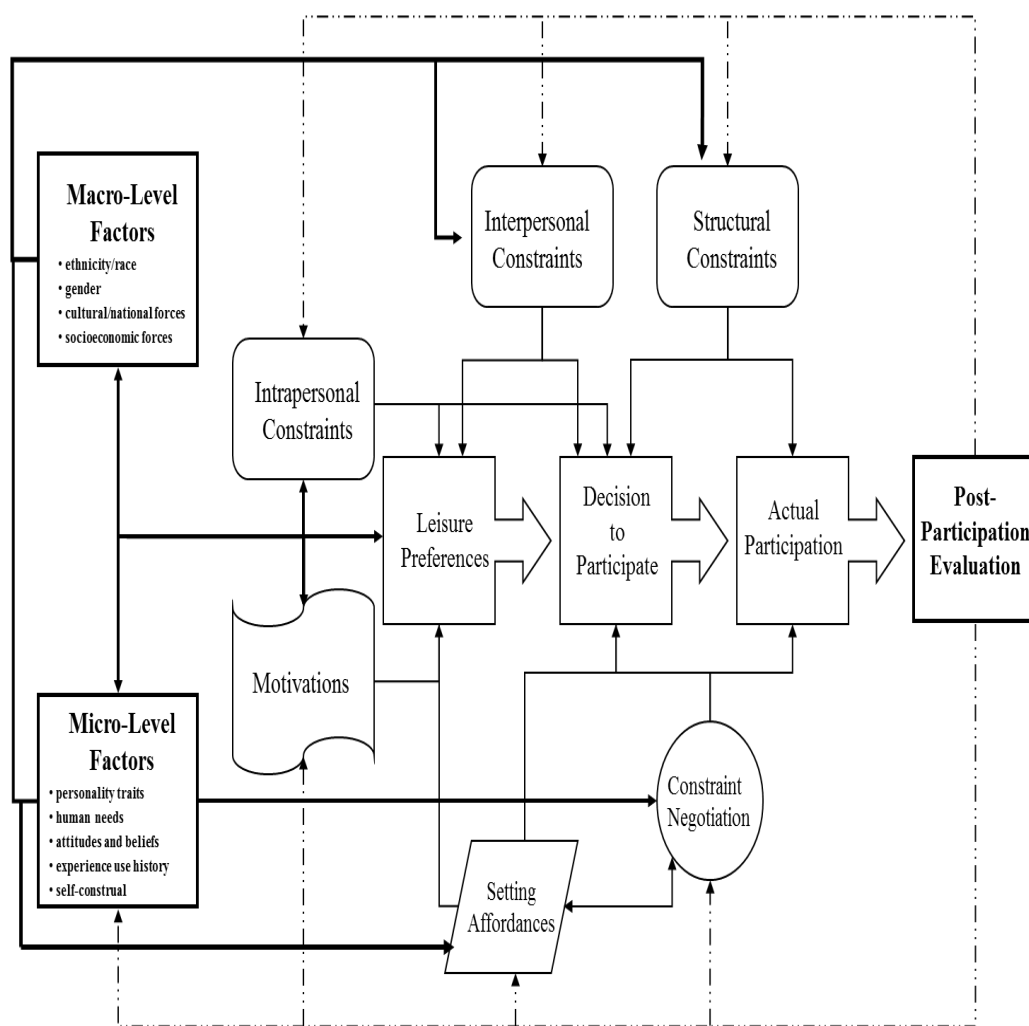 Macro-Level
Factors
• ethnicity/race
• gender
• cultural/national forces
• socioeconomic forces
Interpersonal
Constraints
Structural
Constraints
Intrapersonal
Constraints
Leisure
Preferences
Decision
to
Participate
Actual
Participation
Post-
Participation
Evaluation
Motivations
Micro-Level
Factors
• personality traits
• human needs
• attitudes and beliefs
• experience use history
• self-construal
Constraint
Negotiation
Setting
Affordances